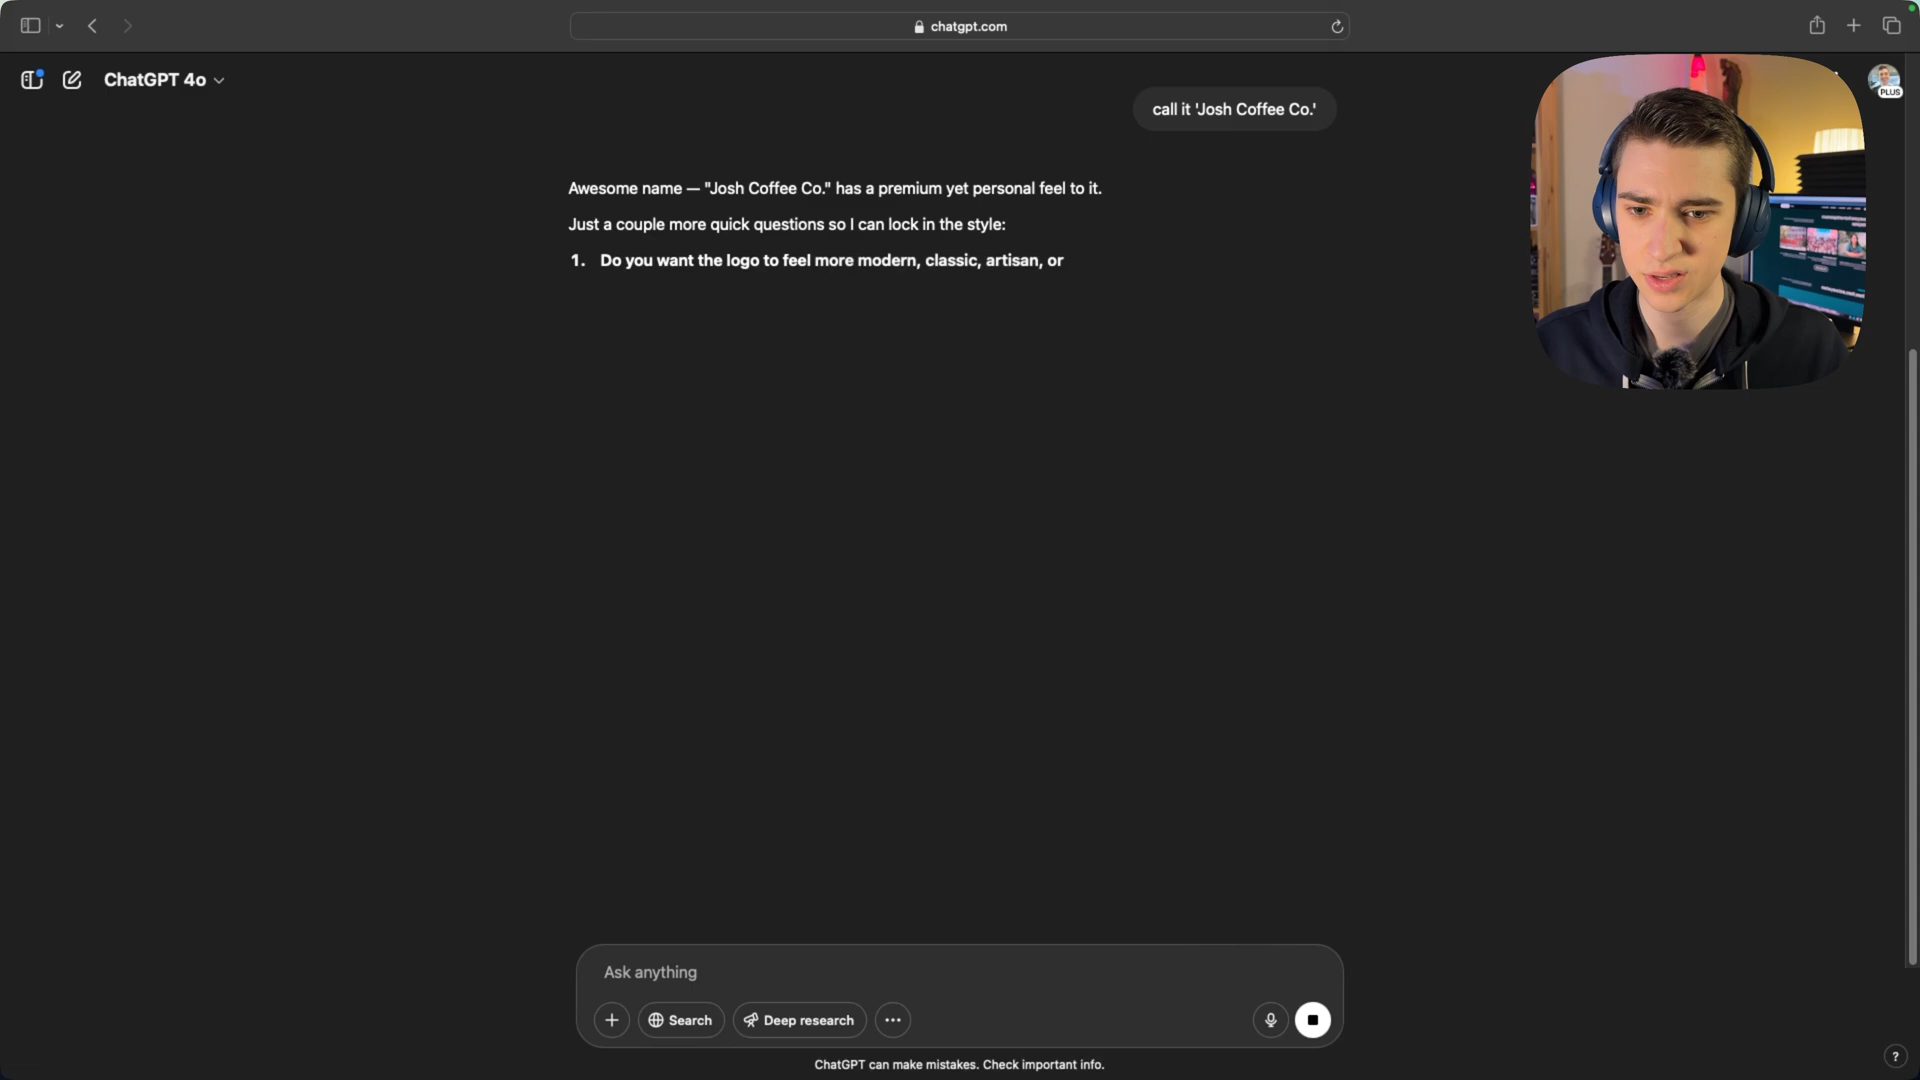 chatgpt.com
ChatGPT 4o
PLUS
call it 'Josh Coffee Co.'
Awesome name — "Josh Coffee Co." has a premium yet personal feel to it.
Just a couple more quick questions so I can lock in the style:
1. Do you want the logo to feel more modern, classic, artisan, or
Ask anything
Search
Deep research
ChatGPT can make mistakes. Check important info.
?